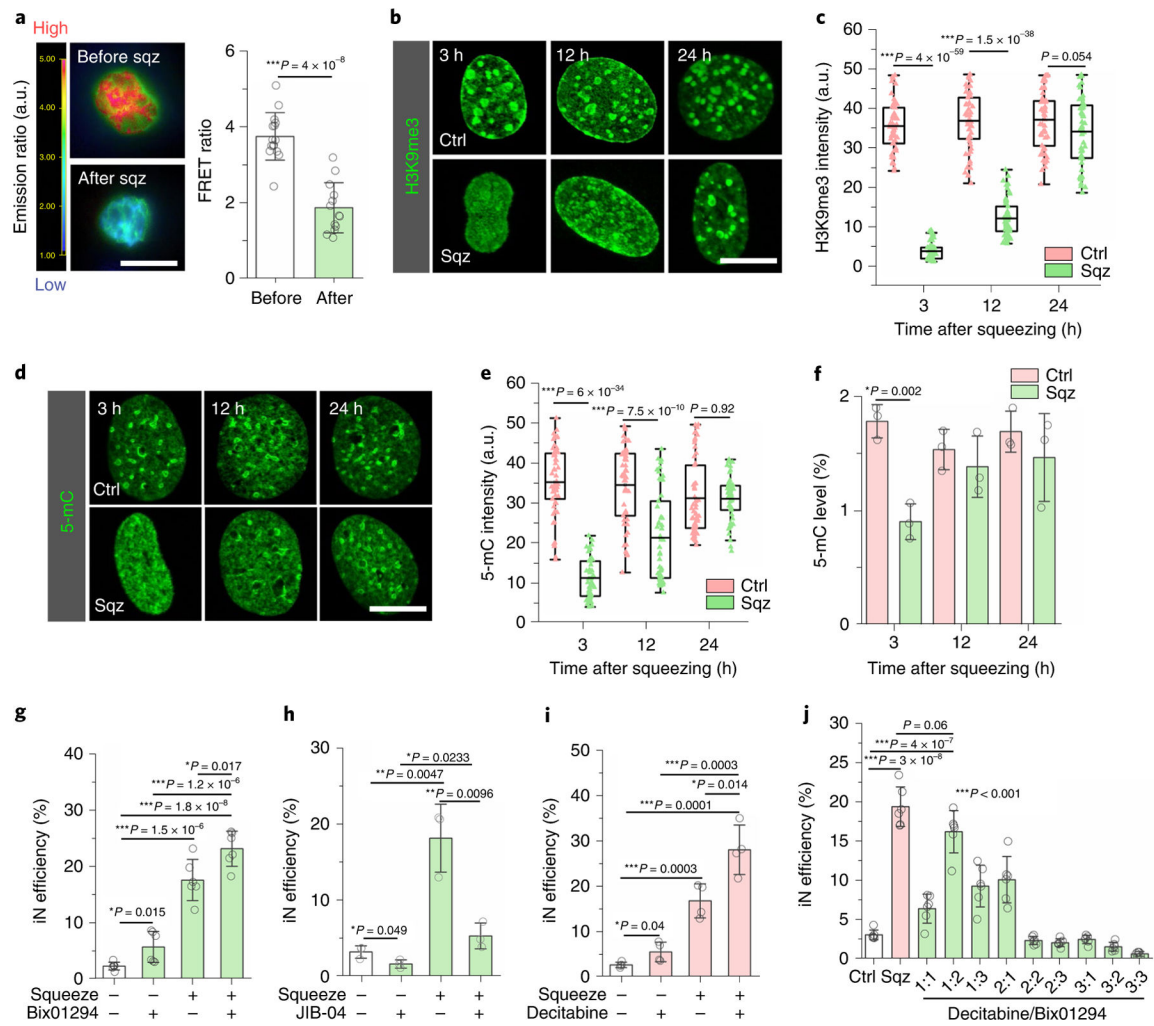 a
High
Emission ratio (a.u.)
5.00
4.00
3.00
2.00
1.00
Low
Before sqz
After sqz
FRET ratio
6
4
2
0
***P = 4 × 10⁻⁸
Before After
b
H3K9me3
3 h 12 h 24 h
Ctrl
Sqz
c
***P = 1.5 × 10⁻³⁸
***P = 4 × 10⁻⁵⁹
P = 0.054
H3K9me3 intensity (a.u.)
60
50
40
30
20
10
0
Ctrl
Sqz
3 12 24
Time after squeezing (h)
d
5-mC
3 h 12 h 24 h
Ctrl
Sqz
e
***P = 6 × 10⁻³⁴
***P = 7.5 × 10⁻¹⁰
P = 0.92
5-mC intensity (a.u.)
60
50
40
30
20
10
0
Ctrl
Sqz
3 12 24
Time after squeezing (h)
f
Ctrl
Sqz
*P = 0.002
5-mC level (%)
2
1
0
3 12 24
Time after squeezing (h)
g
iN efficiency (%)
40
30
20
10
0
*P = 0.017
***P = 1.2 × 10⁻⁶
***P = 1.8 × 10⁻⁸
***P = 1.5 × 10⁻⁶
*P = 0.015
Squeeze – – + +
Bix01294 – + – +
h
iN efficiency (%)
30
20
10
0
*P = 0.0233
**P = 0.0047
**P = 0.0096
*P = 0.049
Squeeze – – + +
JIB-04 – + – +
i
iN efficiency (%)
50
40
30
20
10
0
***P = 0.0003
*P = 0.014
***P = 0.0001
***P = 0.0003
*P = 0.04
Squeeze – – + +
Decitabine – + – +
j
iN efficiency (%)
30
25
20
15
10
5
0
P = 0.06
***P = 4 × 10⁻⁷
***P = 3 × 10⁻⁸
***P < 0.001
Ctrl Sqz 1:1 1:2 1:3 2:1 2:2 2:3 3:1 3:2 3:3
Decitabine/Bix01294